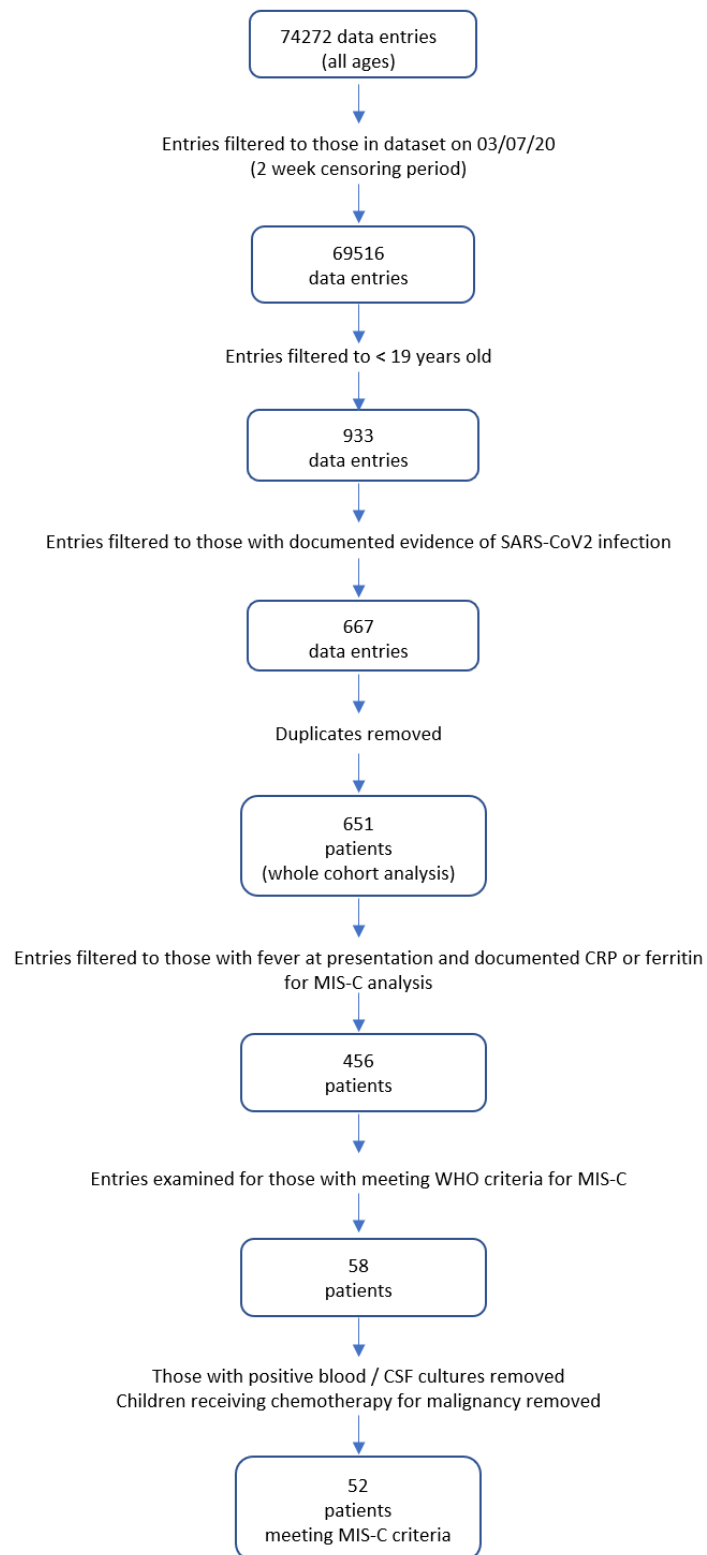 74272 data entries
(all ages)
Entries filtered to those in dataset on 03/07/20
(2 week censoring period)
69516
data entries
Entries filtered to < 19 years old
933
data entries
Entries filtered to those with documented evidence of SARS-CoV2 infection
667
data entries
Duplicates removed
651
patients
(whole cohort analysis)
Entries filtered to those with fever at presentation and documented CRP or ferritin
for MIS-C analysis
456
patients
Entries examined for those with meeting WHO criteria for MIS-C
58
patients
Those with positive blood / CSF cultures removed
Children receiving chemotherapy for malignancy removed
52
patients
meeting MIS-C criteria